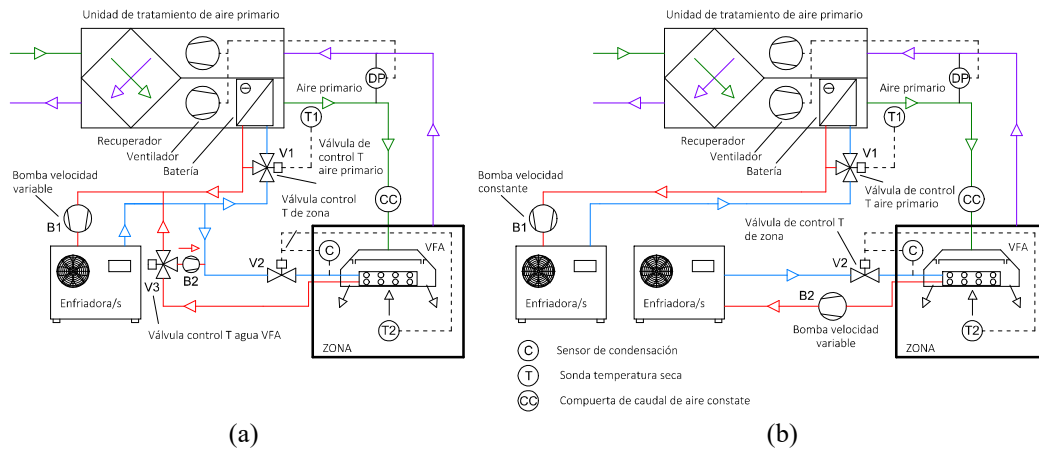 Unidad de tratamiento de aire primario
DP
Aire primario
T1
Recuperador
Ventilador
Batería
V1
Válvula de
control T
aire primario
Bomba velocidad
variable
B1
Válvula control
T de zona
CC
VFA
C
V2
B2
V3
Enfriadora/s
Válvula control T agua VFA
T2
ZONA
(a)
Unidad de tratamiento de aire primario
DP
Aire primario
T1
Recuperador
Ventilador
Batería
V1
Bomba velocidad
constante
B1
Válvula de control
T aire primario
CC
Válvula de control T
de zona
VFA
C
V2
Enfriadora/s
Enfriadora/s
B2
Bomba velocidad
variable
T2
ZONA
C Sensor de condensación
T Sonda temperatura seca
CC Compuerta de caudal de aire constate
(b)